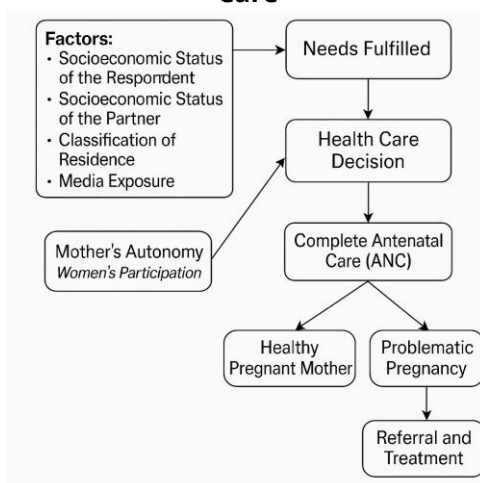 Care
Factors:
• Socioeconomic Status
of the Respondent
• Socioeconomic Status
of the Partner
• Classification of
Residence
• Media Exposure
Needs Fulfilled
Health Care
Decision
Mother's Autonomy
Women's Participation
Complete Antenatal
Care (ANC)
Healthy
Pregnant Mother
Problematic
Pregnancy
Referral and
Treatment